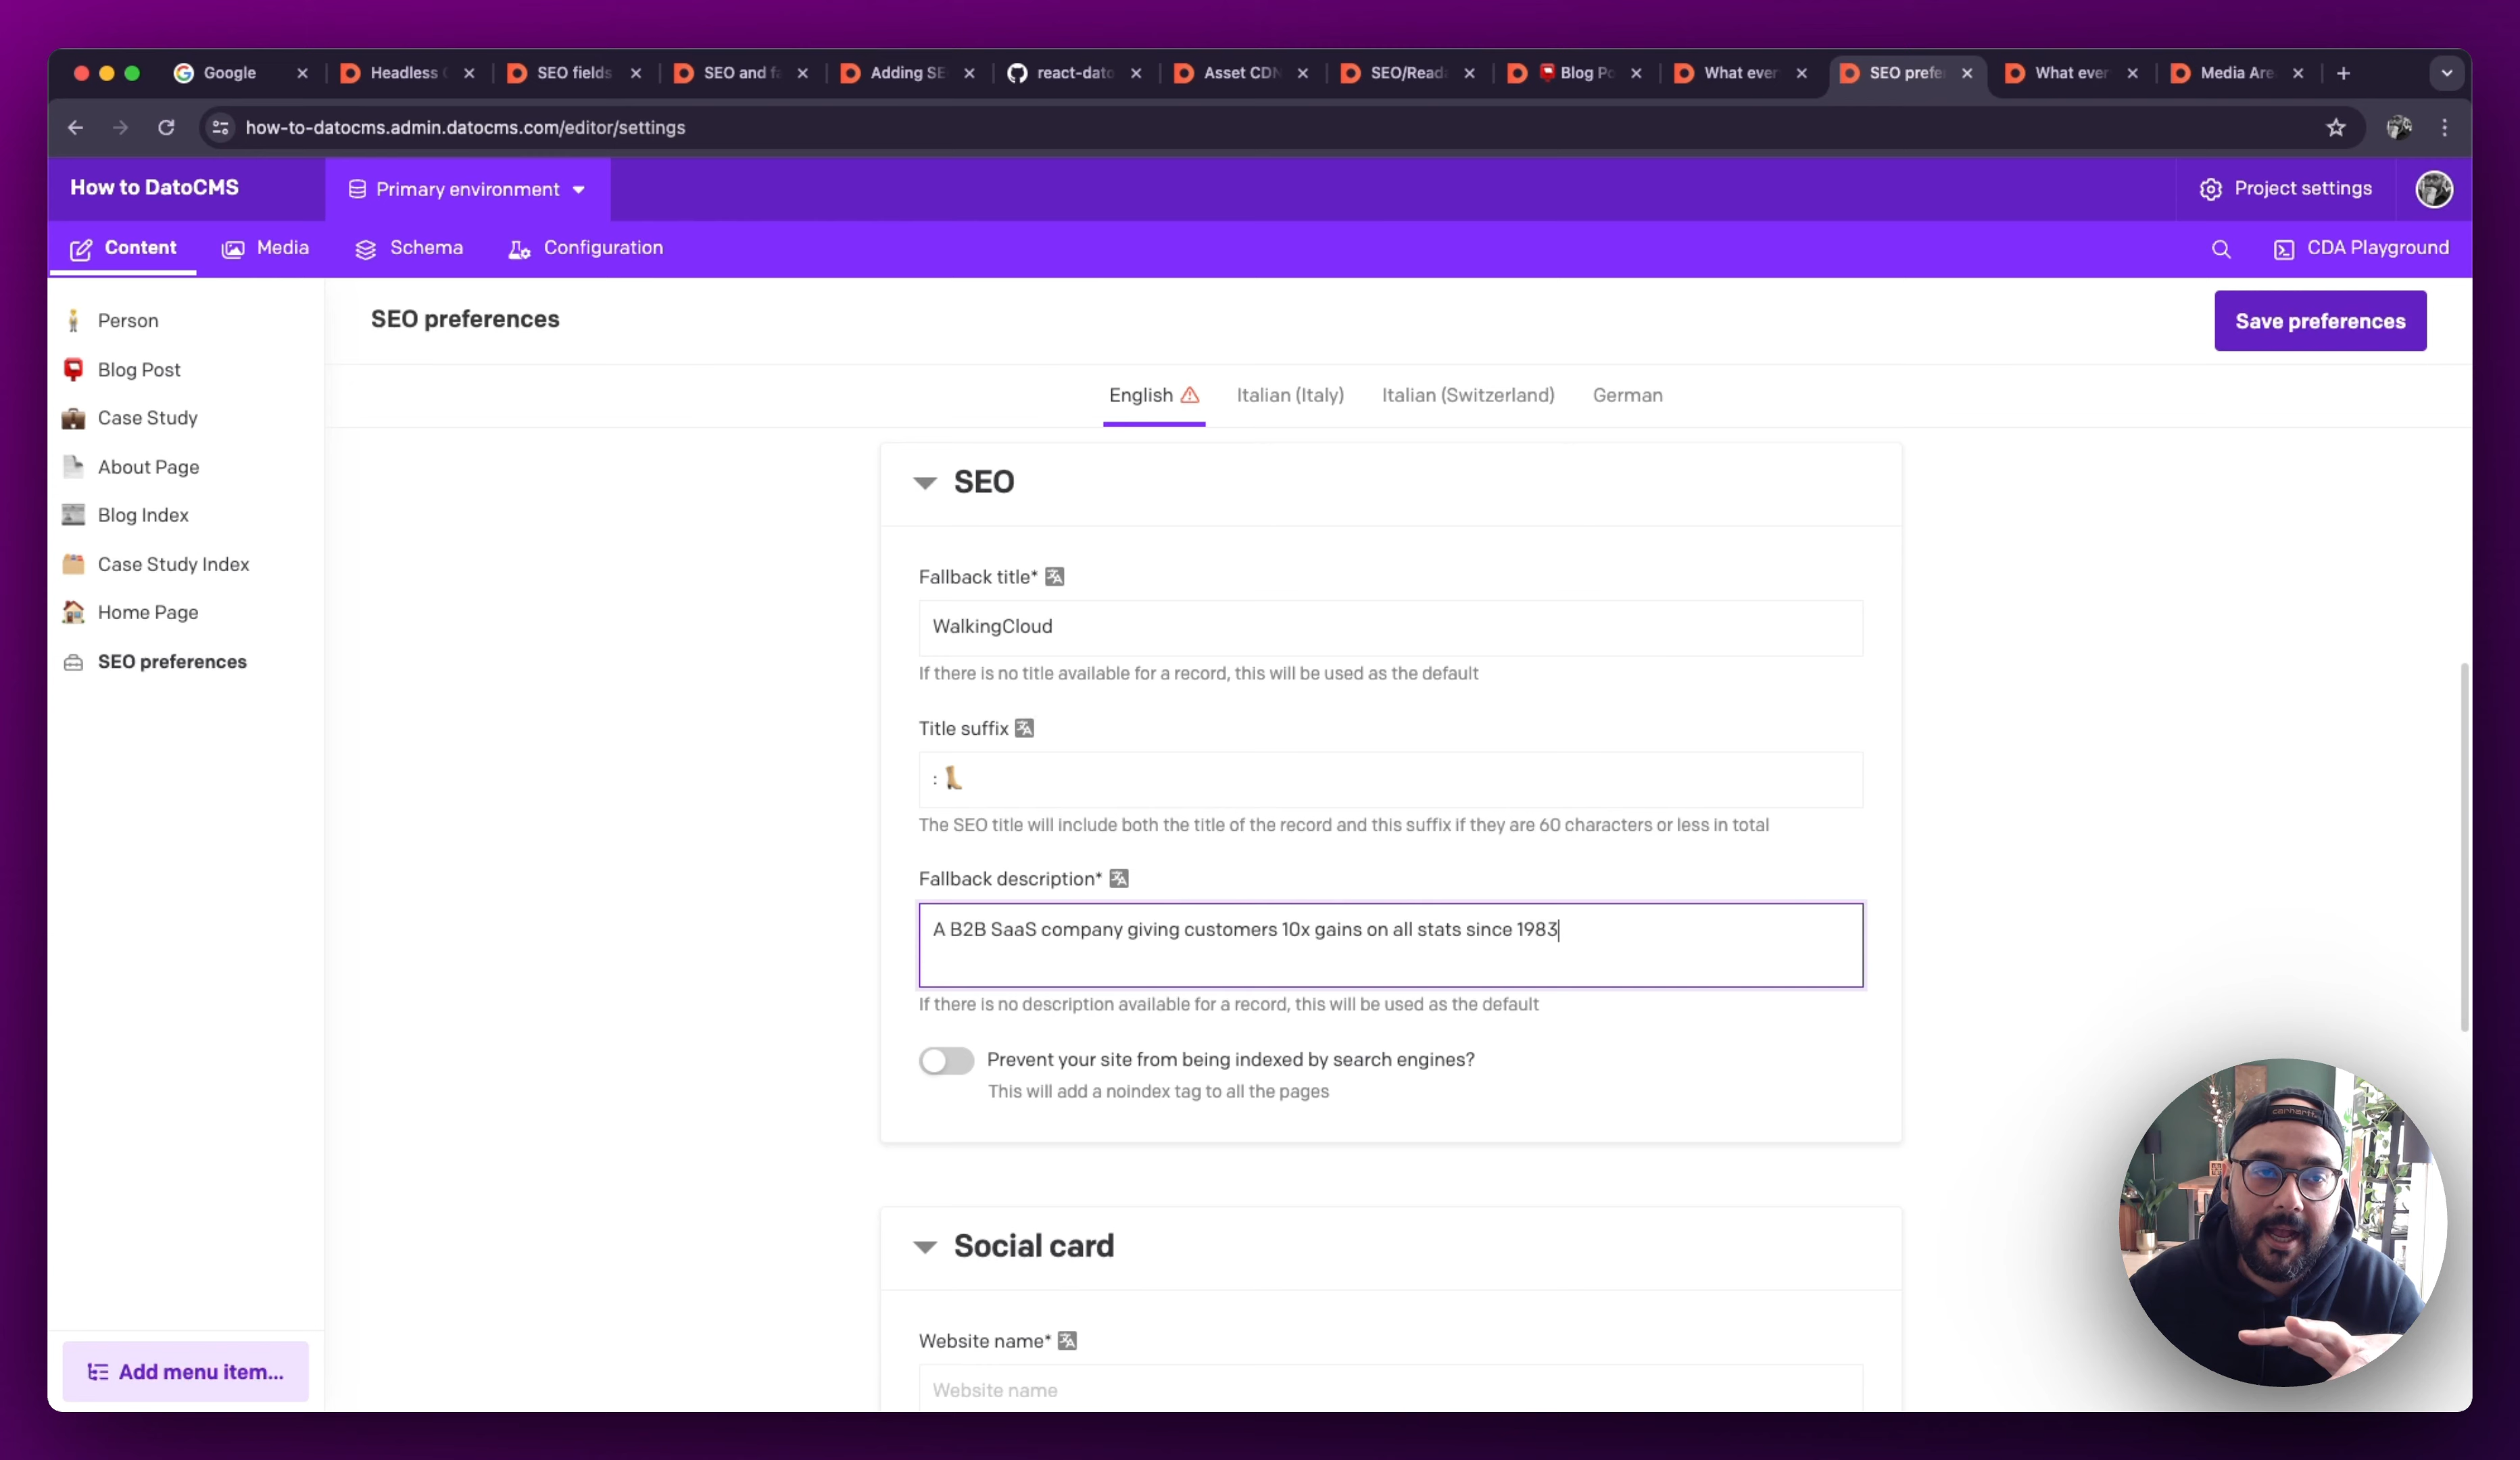 Google
Headless
SEO fields
SEO and fa
Adding SE
react-dato
Asset CDN
SEO/Read
Blog Po
What ever
SEO prefe
What ever
Media Are
how-to-datocms.admin.datocms.com/editor/settings
How to DatoCMS
Primary environment
Project settings
Content
Media
Schema
Configuration
CDA Playground
Person
Blog Post
Case Study
About Page
Blog Index
Case Study Index
Home Page
SEO preferences
Add menu item...
SEO preferences
Save preferences
English
Italian (Italy)
Italian (Switzerland)
German
SEO
Fallback title*
WalkingCloud
If there is no title available for a record, this will be used as the default
Title suffix
: 👢
The SEO title will include both the title of the record and this suffix if they are 60 characters or less in total
Fallback description*
A B2B SaaS company giving customers 10x gains on all stats since 1983
If there is no description available for a record, this will be used as the default
Prevent your site from being indexed by search engines?
This will add a noindex tag to all the pages
Social card
Website name*
Website name
carhartt